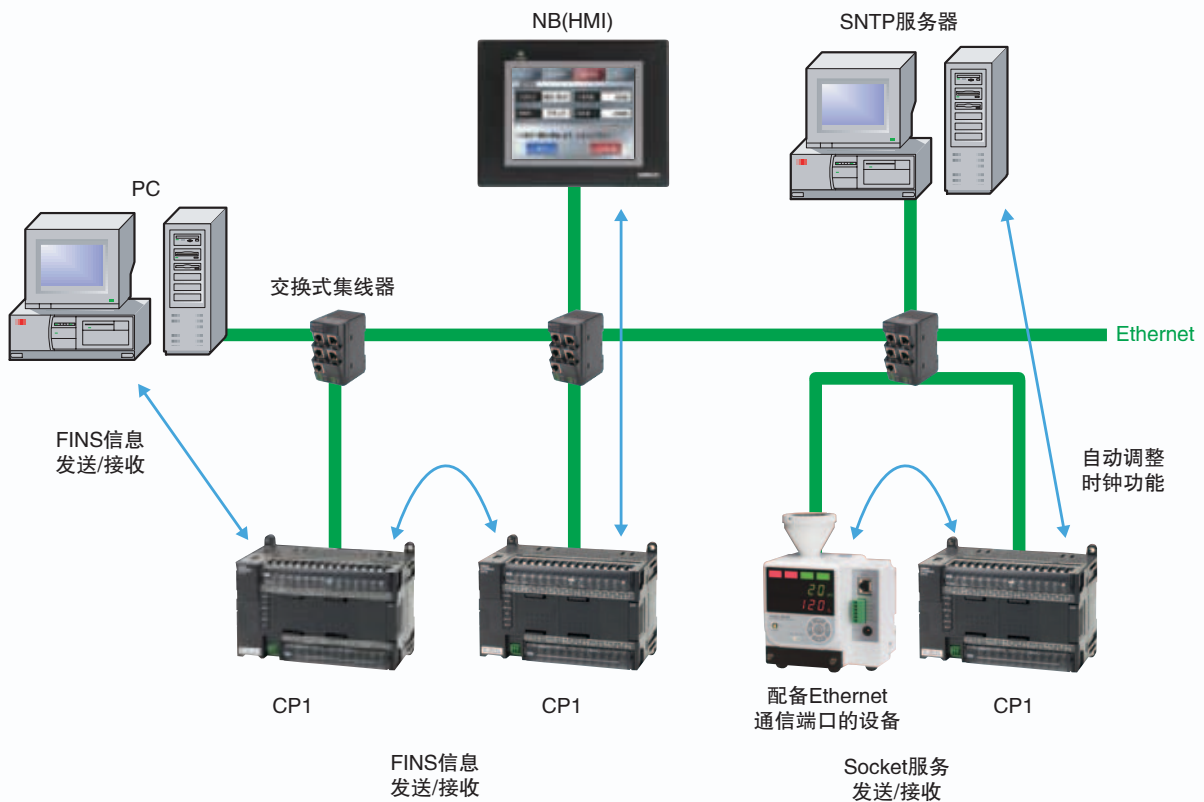 NB(HMI)
SNTP服务器
PC
交换式集线器
Ethernet
FINS信息
发送/接收
自动调整
时钟功能
20
120
CP1
CP1
配备Ethernet
通信端口的设备
CP1
FINS信息
发送/接收
Socket服务
发送/接收